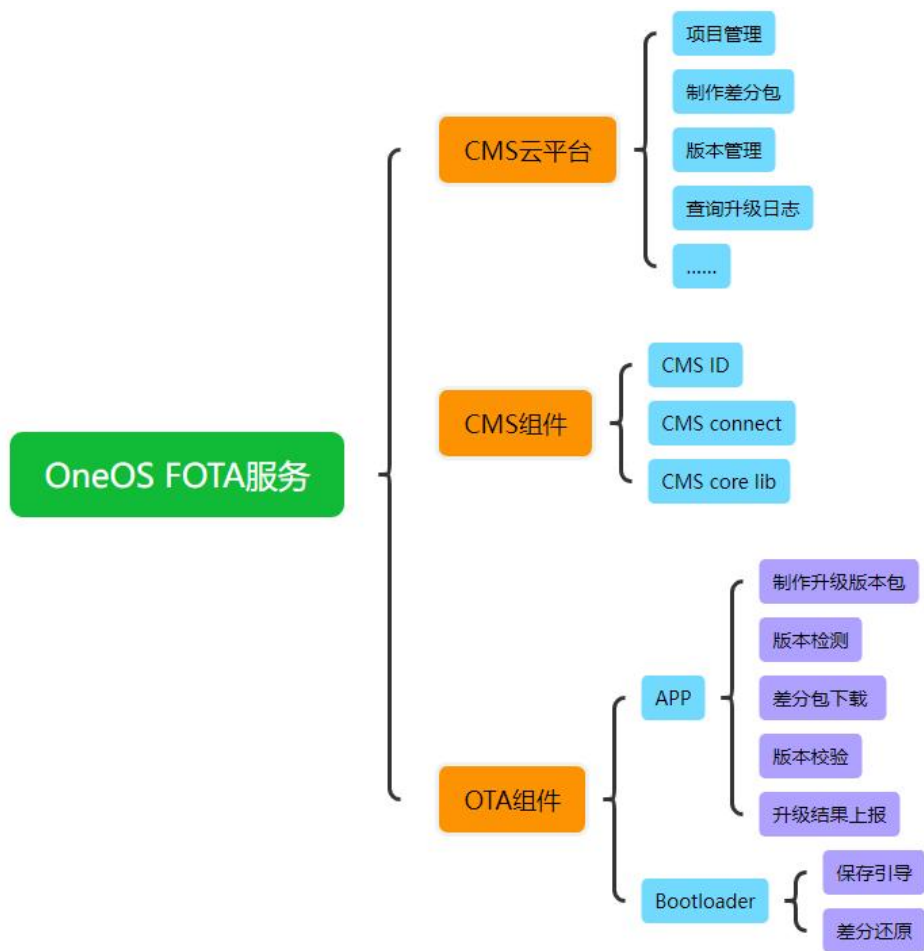 OneOS FOTA服务
CMS云平台
项目管理
制作差分包
版本管理
查询升级日志
......
CMS组件
CMS ID
CMS connect
CMS core lib
OTA组件
APP
制作升级版本包
版本检测
差分包下载
版本校验
升级结果上报
Bootloader
保存引导
差分还原